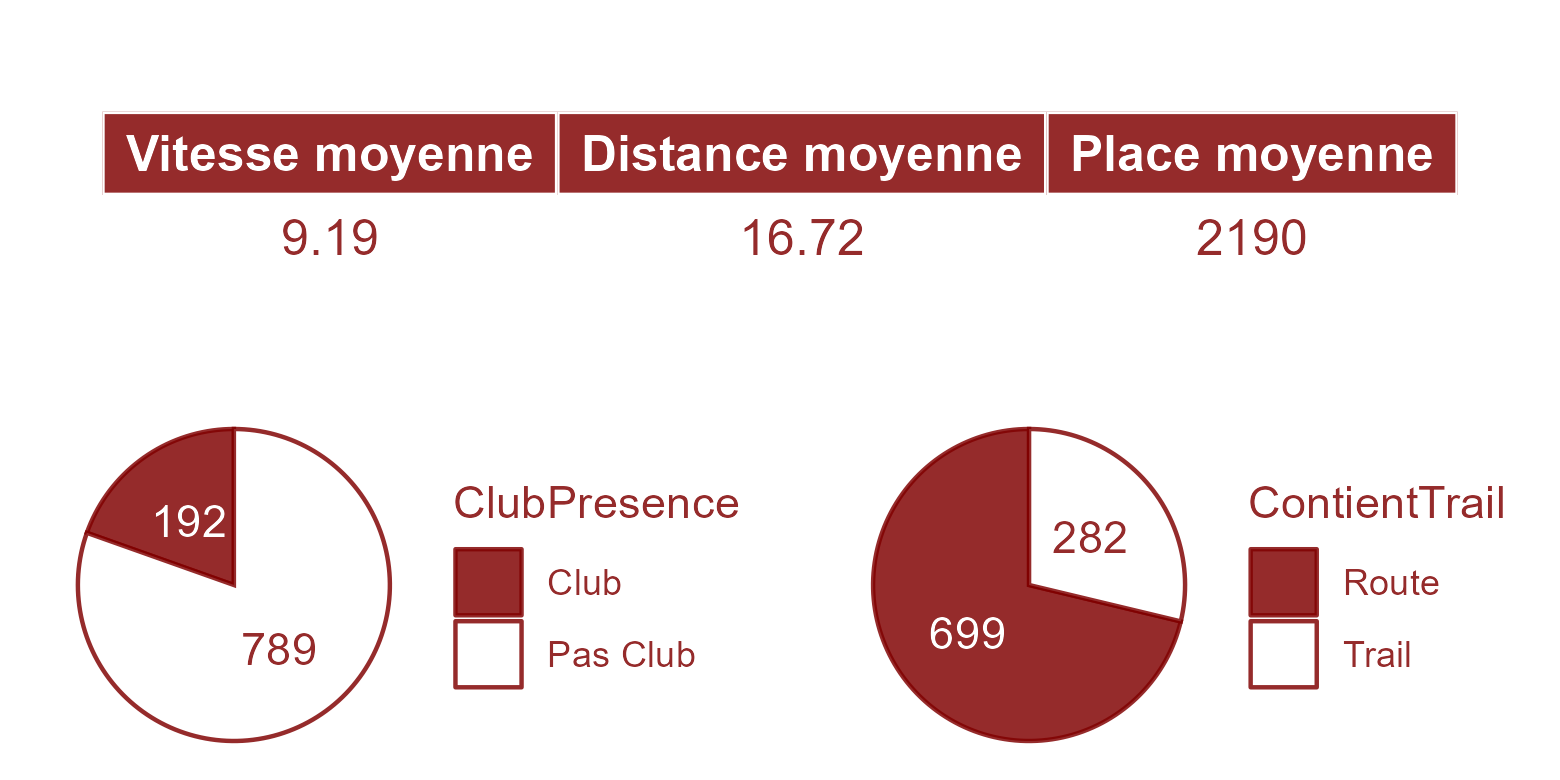 Vitesse moyenne Distance moyenne Place moyenne
9.19 16.72 2190
192
789
ClubPresence
Club
Pas Club
282
699
ContientTrail
Route
Trail